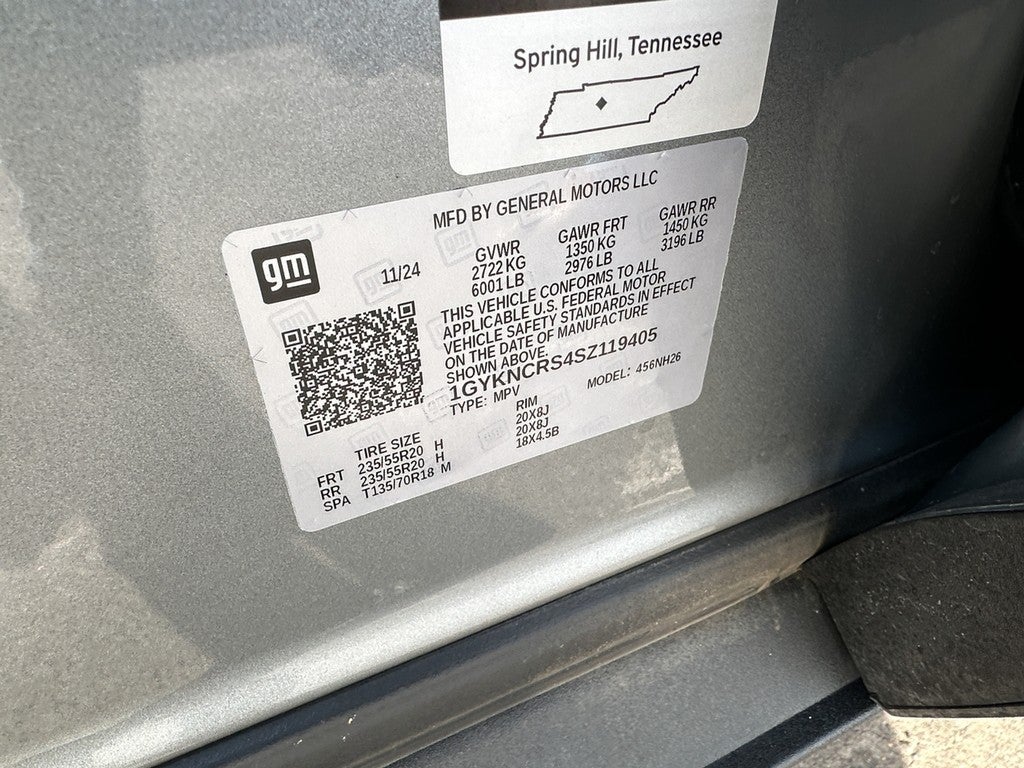 Spring Hill, Tennessee
MFD BY GENERAL MOTORS LLC
gm
11/24
GVWR
2722 KG
6001 LB
GAWR FRT
1350 KG
2976 LB
GAWR RR
1450 KG
3196 LB
THIS VEHICLE CONFORMS TO ALL
APPLICABLE U.S. FEDERAL MOTOR
VEHICLE SAFETY STANDARDS IN EFFECT
ON THE DATE OF MANUFACTURE
SHOWN ABOVE.
1GYKNCRS4SZ119405
TYPE: MPV
MODEL: 456NH26
TIRE SIZE RIM
FRT 235/55R20 H 20X8J
RR 235/55R20 H 20X8J
SPA T135/70R18 M 18X4.5B